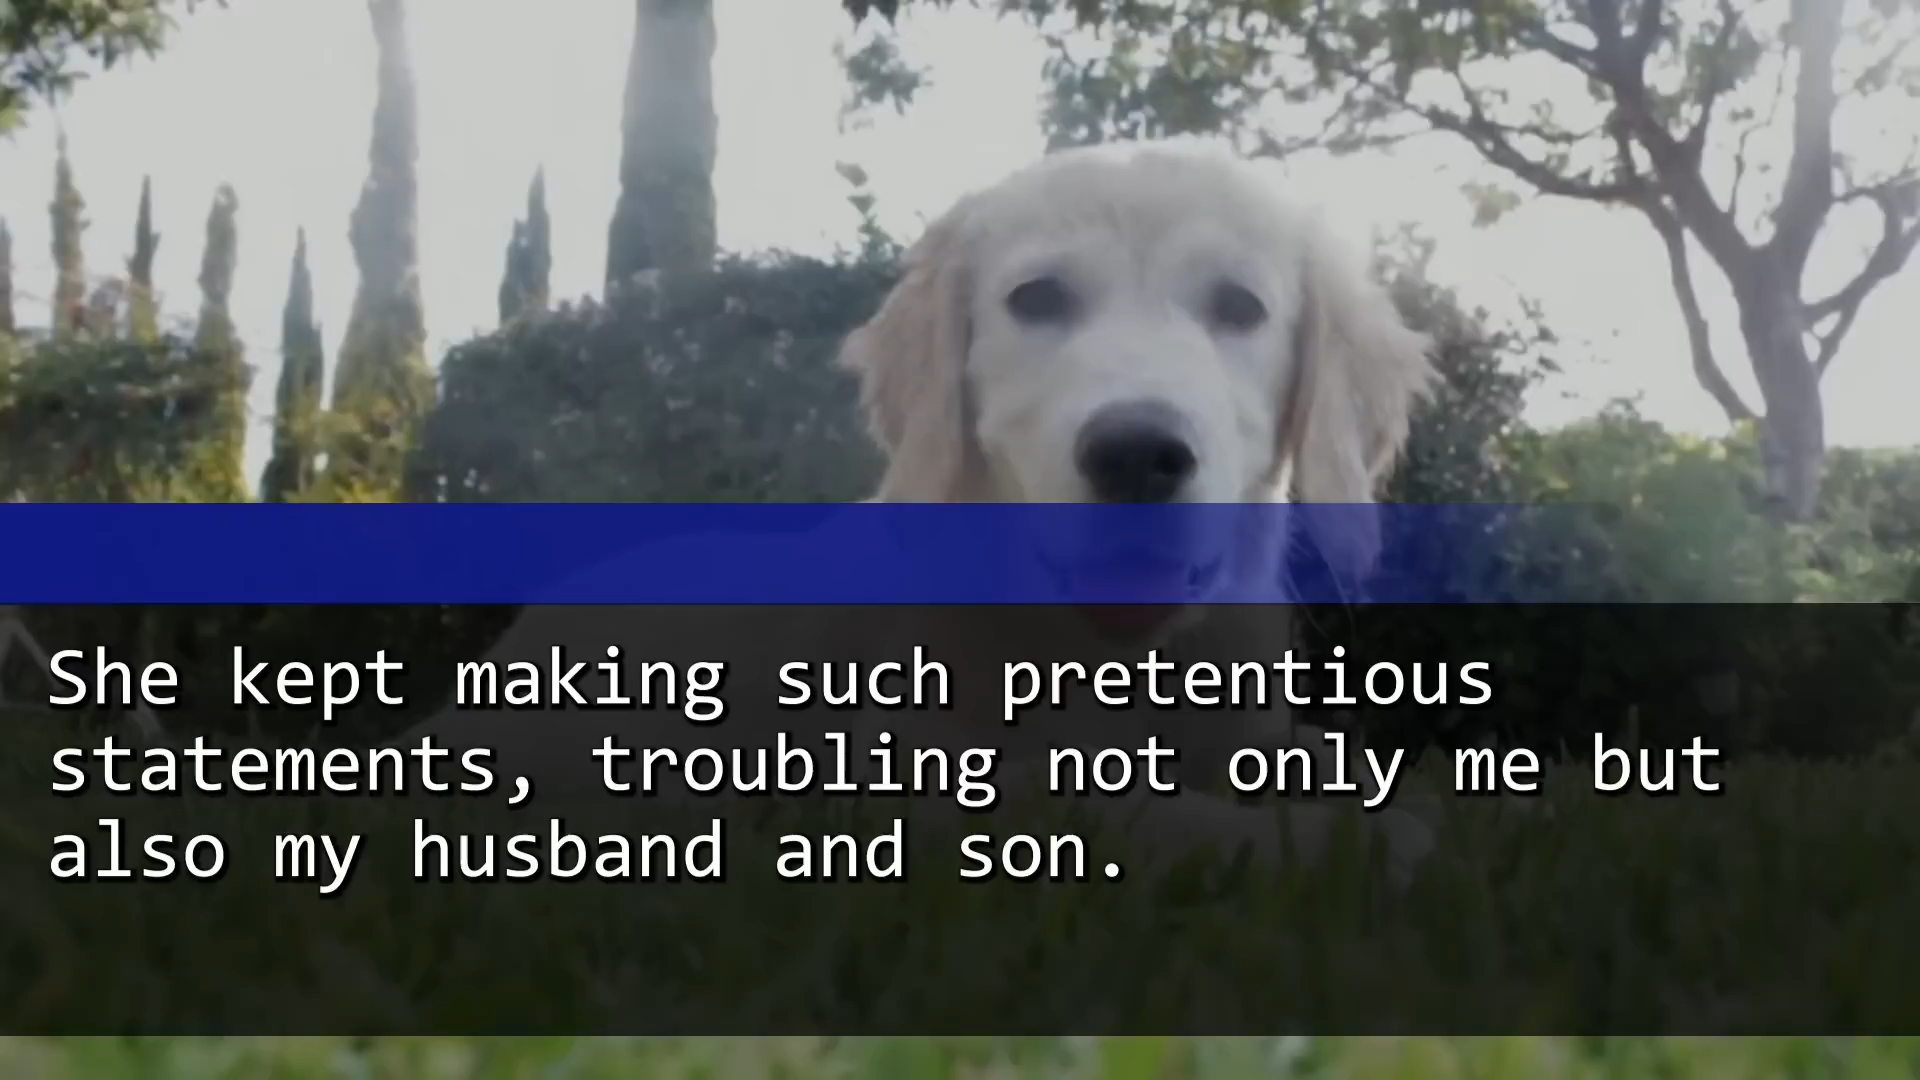 She kept making such pretentious
statements, troubling not only me but
also my husband and son.